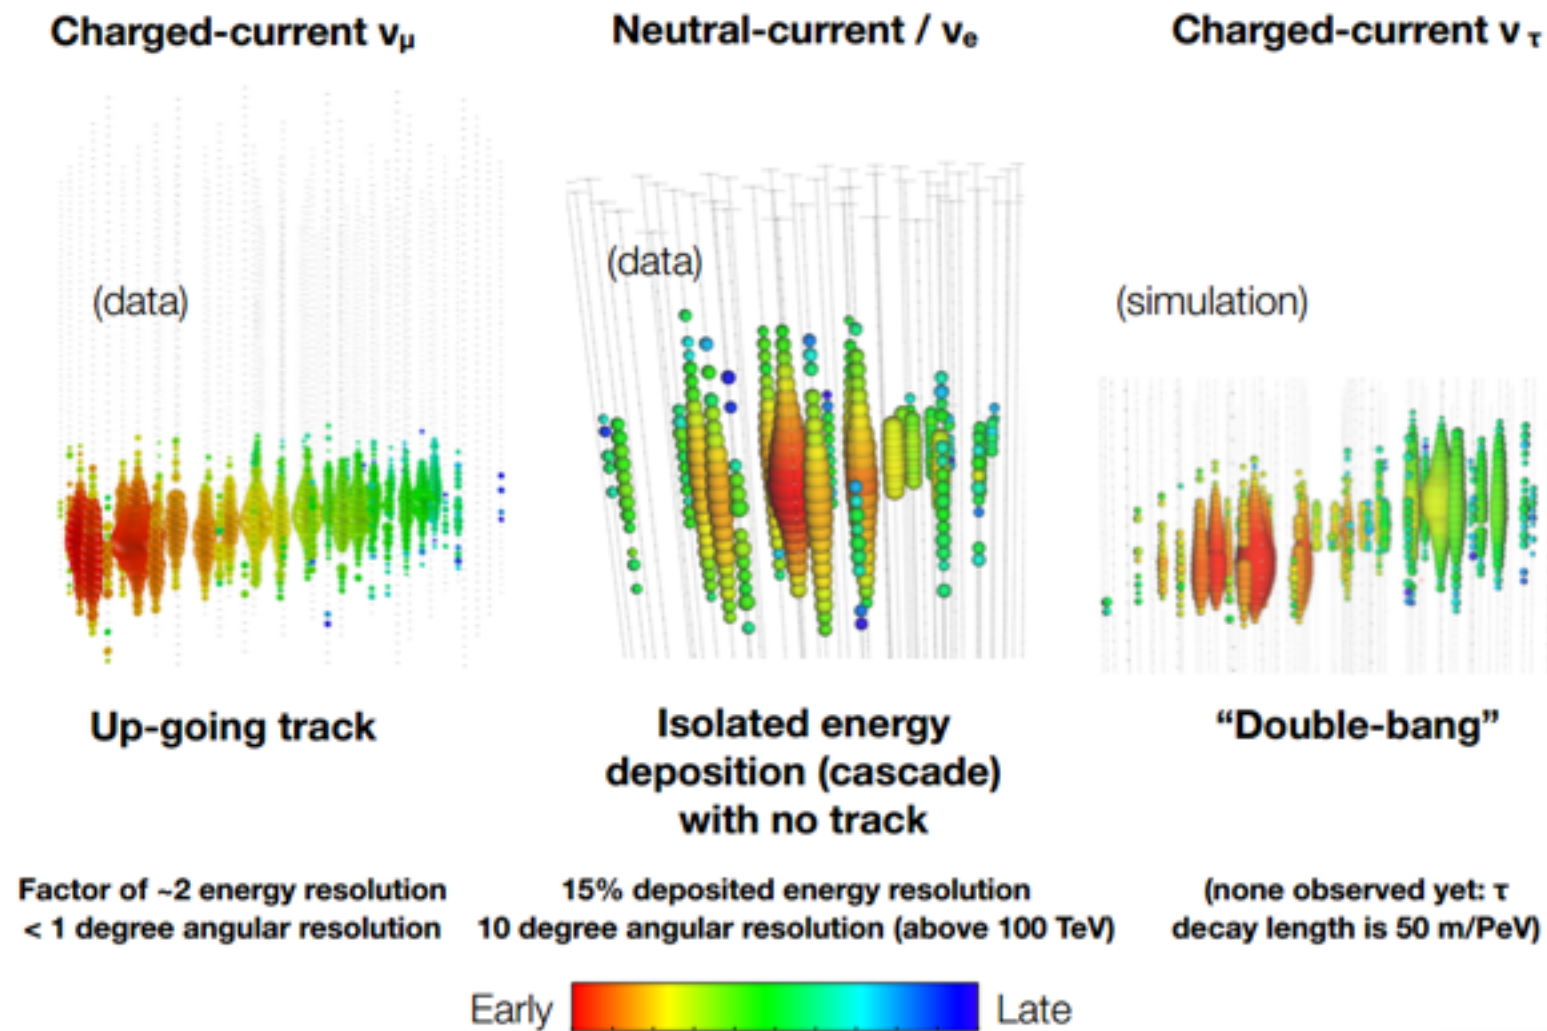 Charged-current νμ
Neutral-current / νe
Charged-current ντ
(data)
(data)
(simulation)
Up-going track
Isolated energy
deposition (cascade)
with no track
“Double-bang”
Factor of ~2 energy resolution
< 1 degree angular resolution
15% deposited energy resolution
10 degree angular resolution (above 100 TeV)
(none observed yet: τ
decay length is 50 m/PeV)
Early
Late